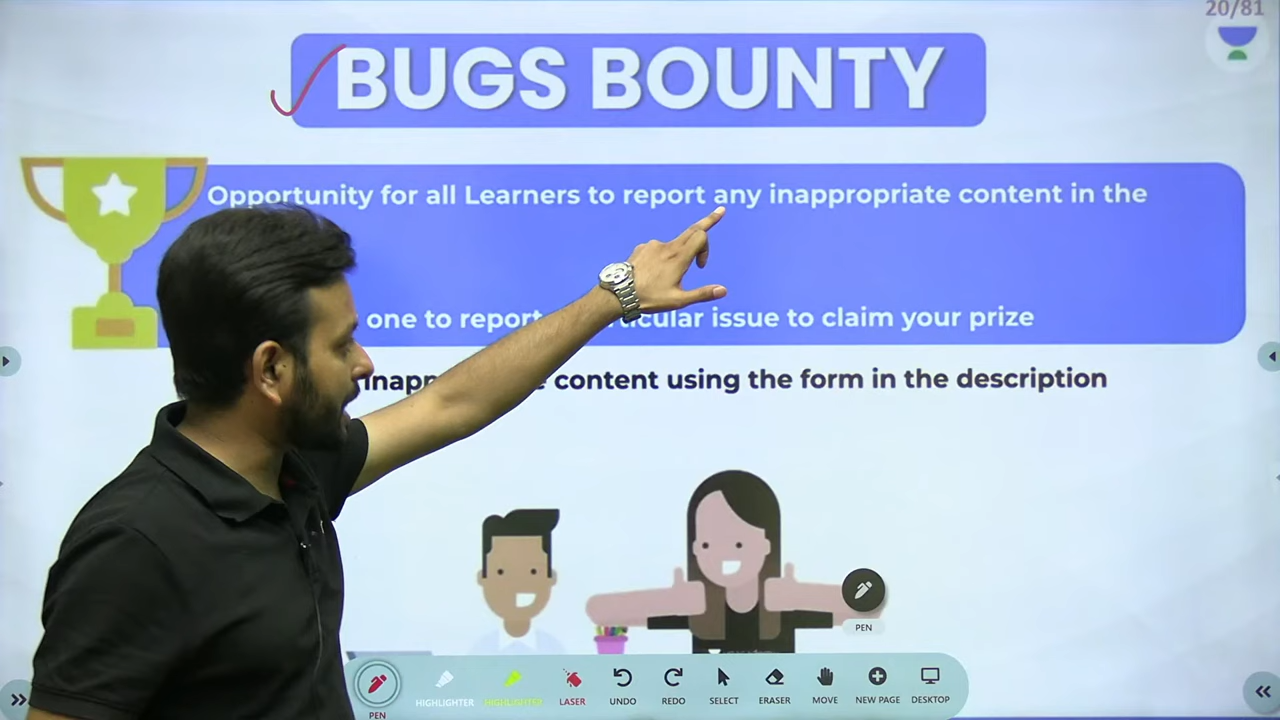 20/81
BUGS BOUNTY
Opportunity for all Learners to report any inappropriate content in the
one to report issue to claim your prize
content using the form in the description
PEN
PEN
HIGHLIGHTER
HIGHLIGHTER
LASER
UNDO
REDO
SELECT
ERASER
MOVE
NEW PAGE
DESKTOP